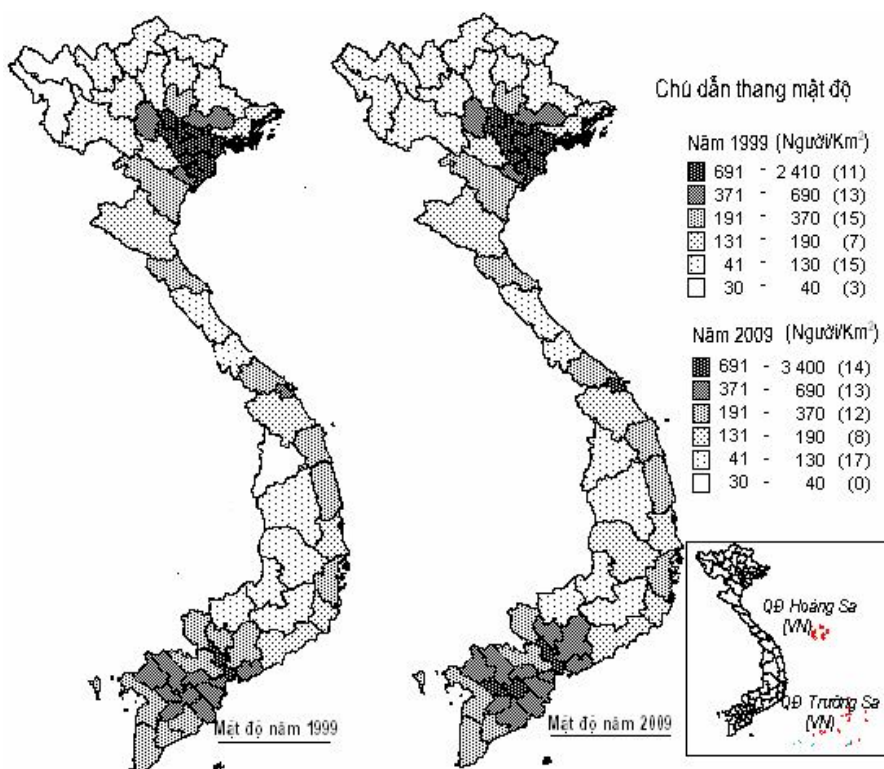 Chú dẫn thang mật độ
Năm 1999 (Người/Km²)
691 - 2 410 (11)
371 - 690 (13)
191 - 370 (15)
131 - 190 (7)
41 - 130 (15)
30 - 40 (3)
Năm 2009 (Người/Km²)
691 - 3 400 (14)
371 - 690 (13)
191 - 370 (12)
131 - 190 (8)
41 - 130 (17)
30 - 40 (0)
QĐ Hoàng Sa
(VN)
QĐ Trường Sa
(VN)
Mật độ năm 1999
Mật độ năm 2009